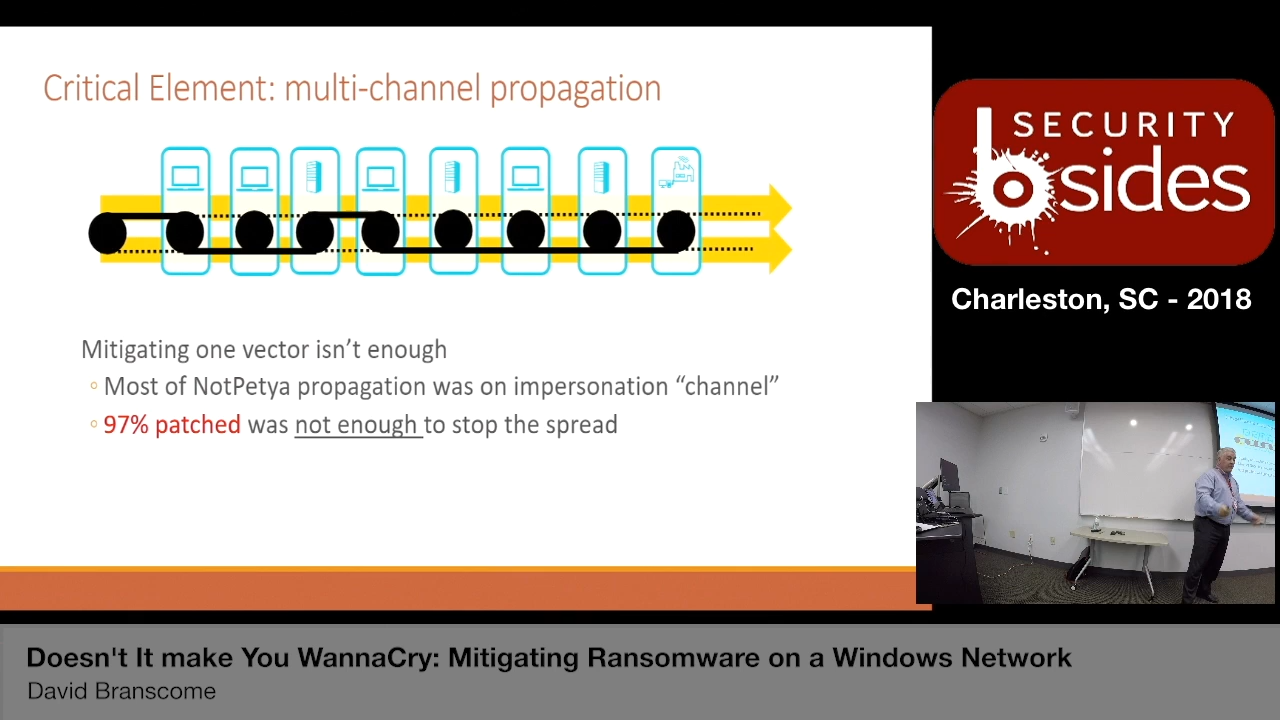 Critical Element: multi-channel propagation
Mitigating one vector isn’t enough
Most of NotPetya propagation was on impersonation “channel”
97% patched was not enough to stop the spread
SECURITY
bsides
Charleston, SC - 2018
Doesn't It make You WannaCry: Mitigating Ransomware on a Windows Network
David Branscome